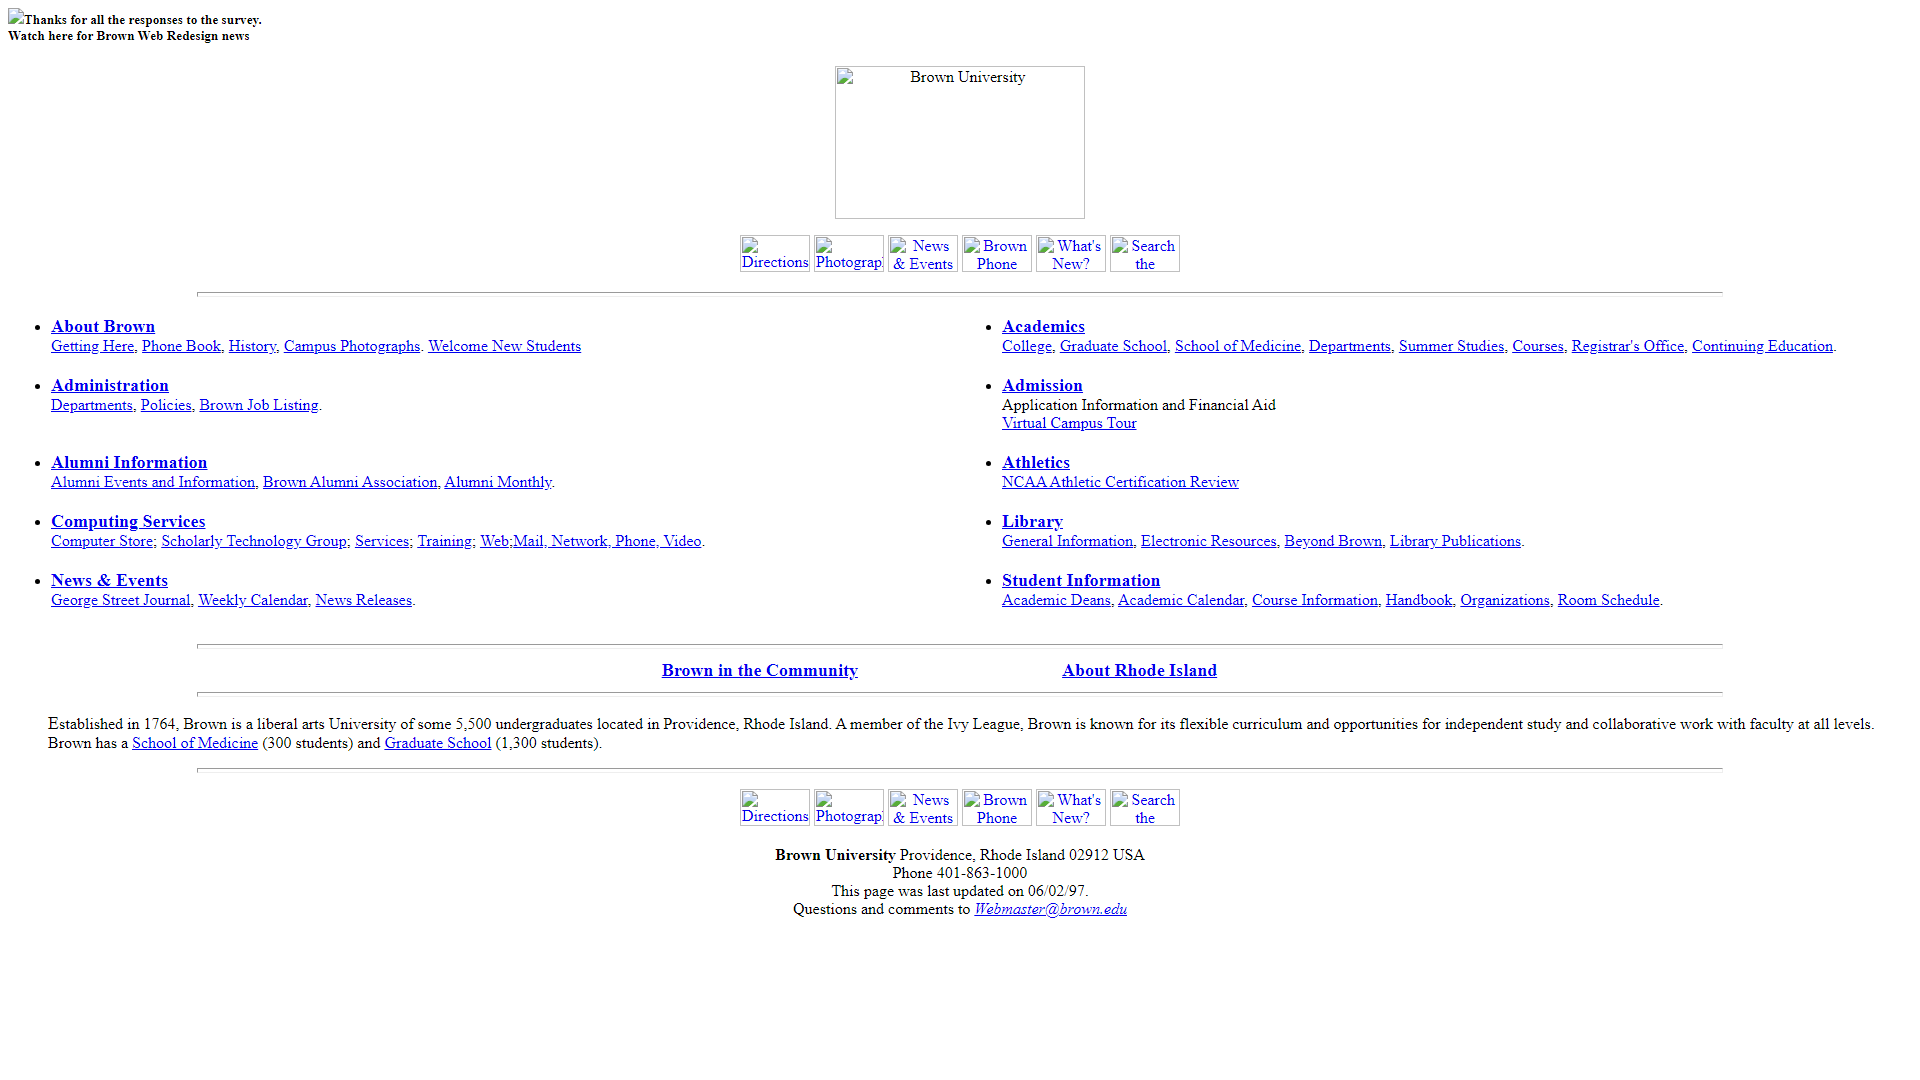 Thanks for all the responses to the survey.
Watch here for Brown Web Redesign news
Brown University
Directions Photograp News & Events Brown Phone What's New? Search the
About Brown
Getting Here, Phone Book, History, Campus Photographs. Welcome New Students
Academics
College, Graduate School, School of Medicine, Departments, Summer Studies, Courses, Registrar's Office, Continuing Education.
Administration
Departments, Policies, Brown Job Listing.
Admission
Application Information and Financial Aid
Virtual Campus Tour
Alumni Information
Alumni Events and Information, Brown Alumni Association, Alumni Monthly.
Athletics
NCAA Athletic Certification Review
Computing Services
Computer Store; Scholarly Technology Group; Services; Training; Web;Mail, Network, Phone, Video.
Library
General Information, Electronic Resources, Beyond Brown, Library Publications.
News & Events
George Street Journal, Weekly Calendar, News Releases.
Student Information
Academic Deans, Academic Calendar, Course Information, Handbook, Organizations, Room Schedule.
Brown in the Community About Rhode Island
Established in 1764, Brown is a liberal arts University of some 5,500 undergraduates located in Providence, Rhode Island. A member of the Ivy League, Brown is known for its flexible curriculum and opportunities for independent study and collaborative work with faculty at all levels.
Brown has a School of Medicine (300 students) and Graduate School (1,300 students).
Directions Photograp News & Events Brown Phone What's New? Search the
Brown University Providence, Rhode Island 02912 USA
Phone 401-863-1000
This page was last updated on 06/02/97.
Questions and comments to Webmaster@brown.edu